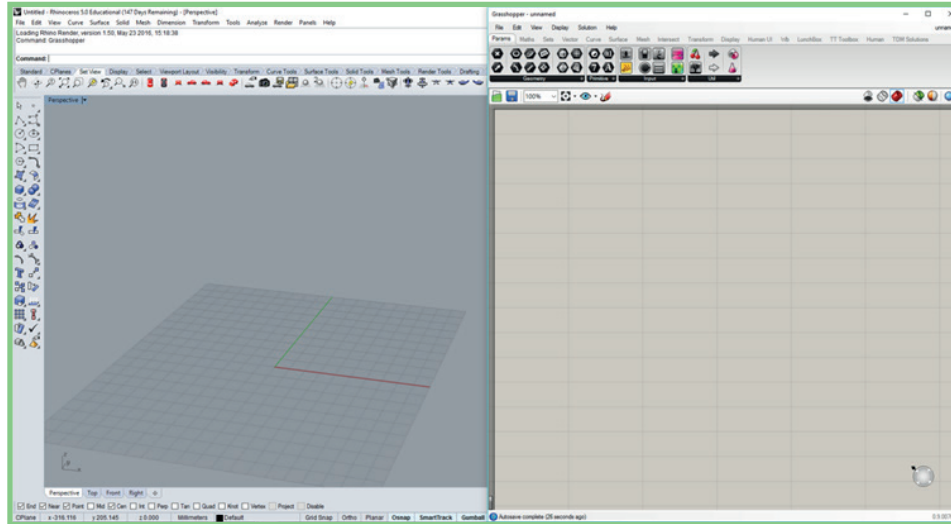 Untitled - Rhinoceros 5.0 Educational (147 Days Remaining) - [Perspective]
File Edit View Curve Surface Solid Mesh Dimension Transform Tools Analyze Render Panels Help
Loading Rhino Render, version 1.50, May 23 2016, 15:18:38
Command: Grasshopper
Command:
Standard CPlanes Set View Display Select Viewport Layout Visibility Transform Curve Tools Surface Tools Solid Tools Mesh Tools Render Tools Drafting
Perspective
z
y
x
Perspective Top Front Right
End Near Point Mid Cen Int Perp Tan Quad Knot Vertex Project Disable
CPlane x -316.116 y 205.145 z 0.000 Millimeters Default Grid Snap Ortho Planar Osnap SmartTrack Gumball
Grasshopper - unnamed
File Edit View Display Solution Help
Params Maths Sets Vector Curve Surface Mesh Intersect Transform Display Human UI LunchBox TT Toolbox Human TDM Solutions
Geometry Primitive Input Util
100%
Autosave complete (26 seconds ago)